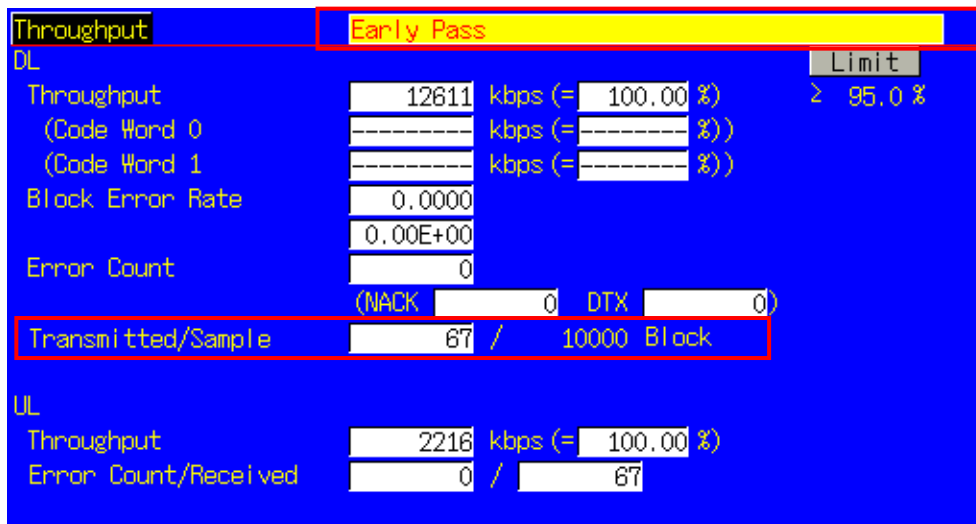 Throughput Early Pass
DL Limit
Throughput 12611 kbps (= 100.00 %) ≥ 95.0 %
(Code Word 0 --------- kbps (= -------- %))
(Code Word 1 --------- kbps (= -------- %))
Block Error Rate 0.0000
0.00E+00
Error Count 0
(NACK 0 DTX 0)
Transmitted/Sample 67 / 10000 Block
UL
Throughput 2216 kbps (= 100.00 %)
Error Count/Received 0 / 67